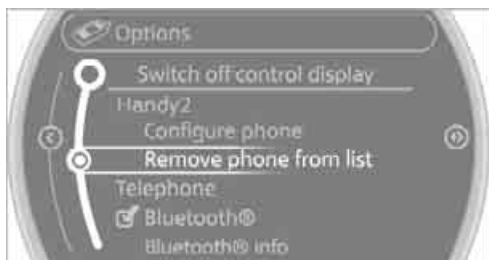 Options
Switch off control display
Handy2
Configure phone
Remove phone from list
Telephone
Bluetooth®
Bluetooth® info